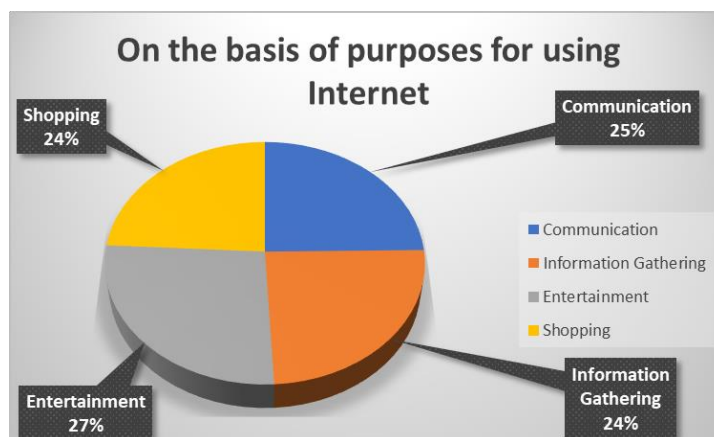 On the basis of purposes for using
Internet
Shopping
24%
Communication
25%
Communication
Information Gathering
Entertainment
Shopping
Entertainment
27%
Information
Gathering
24%